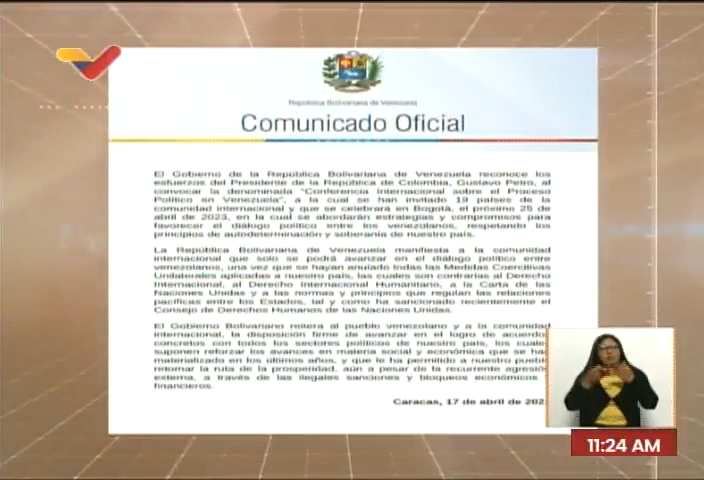 República Bolivariana de Venezuela
Comunicado Oficial
El Gobierno de la República Bolivariana de Venezuela reconoce los
esfuerzos del Presidente de la República de Colombia, Gustavo Petro, al
convocar la denominada "Conferencia Internacional sobre el Proceso
Político en Venezuela", a la cual se han invitado 19 países de la
comunidad internacional y que se celebrará en Bogotá, el próximo 25 de
abril de 2023, en la cual se abordarán estrategias y compromisos para
favorecer el diálogo político entre los venezolanos, respetando los
principios de autodeterminación y soberanía de nuestro país.
La República Bolivariana de Venezuela manifiesta a la comunidad
internacional que solo se podrá avanzar en el diálogo político entre
venezolanos, una vez que se hayan anulado todas las Medidas Coercitivas
Unilaterales aplicadas a nuestro país, las cuales son contrarias al Derecho
Internacional, al Derecho Internacional Humanitario, a la Carta de las
Naciones Unidas y a las normas y principios que regulan las relaciones
pacíficas entre los Estados, tal y como ha sancionado recientemente el
Consejo de Derechos Humanos de las Naciones Unidas.
El Gobierno Bolivariano reitera al pueblo venezolano y a la comunidad
internacional, la disposición firme de avanzar en el logro de acuerdo
concretos con todos los sectores políticos de nuestro país, los cuale
suponen reforzar los avances en materia social y económica que se ha
materializado en los últimos años, y que le ha permitido a nuestro puebl
retomar la ruta de la prosperidad, aún a pesar de la recurrente agresió
externa, a través de las ilegales sanciones y bloqueos económicos
financieros.
Caracas, 17 de abril de 202
11:24 AM